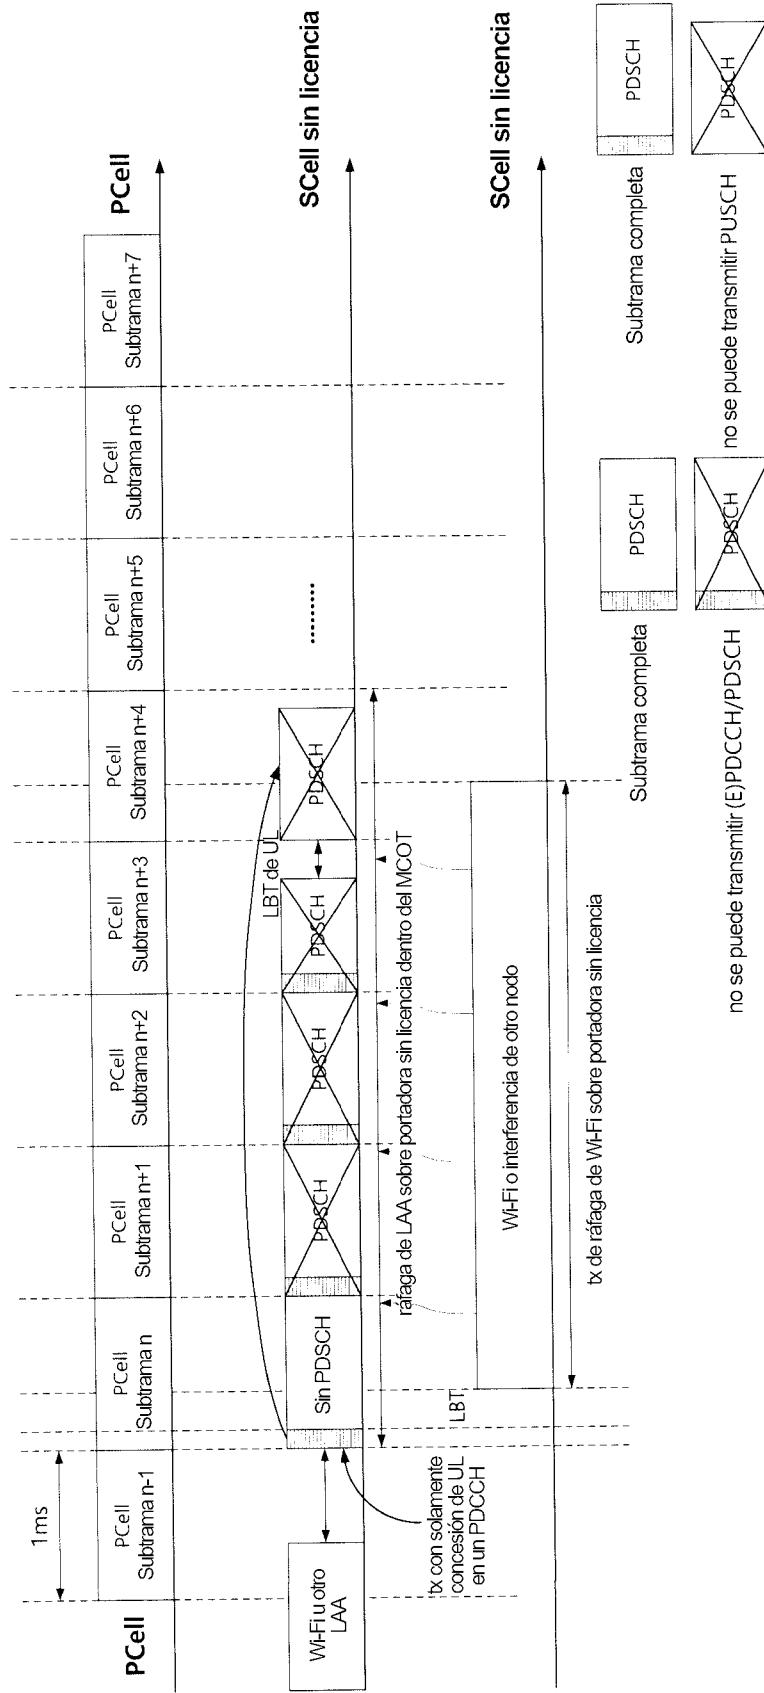 1ms
PCell
PCell
Subtrama n-1
PCell
Subtrama n
PCell
Subtrama n+1
PCell
Subtrama n+2
PCell
Subtrama n+3
PCell
Subtrama n+4
PCell
Subtrama n+5
PCell
Subtrama n+6
PCell
Subtrama n+7
PCell
Wi-Fi u otro
LAA
Sin PDSCH
PDSCH
PDSCH
PDSCH
LBT de UL
PDSCH
.........
SCell sin licencia
ráfaga de LAA sobre portadora sin licencia dentro del MCOT
tx con solamente
concesión de UL
en un PDCCH
LBT
Wi-Fi o interferencia de otro nodo
SCell sin licencia
tx de ráfaga de Wi-Fi sobre portadora sin licencia
Subtrama completa
PDSCH
Subtrama completa
PDSCH
no se puede transmitir (E)PDCCH/PDSCH
PDSCH
no se puede transmitir PUSCH
PDSCH